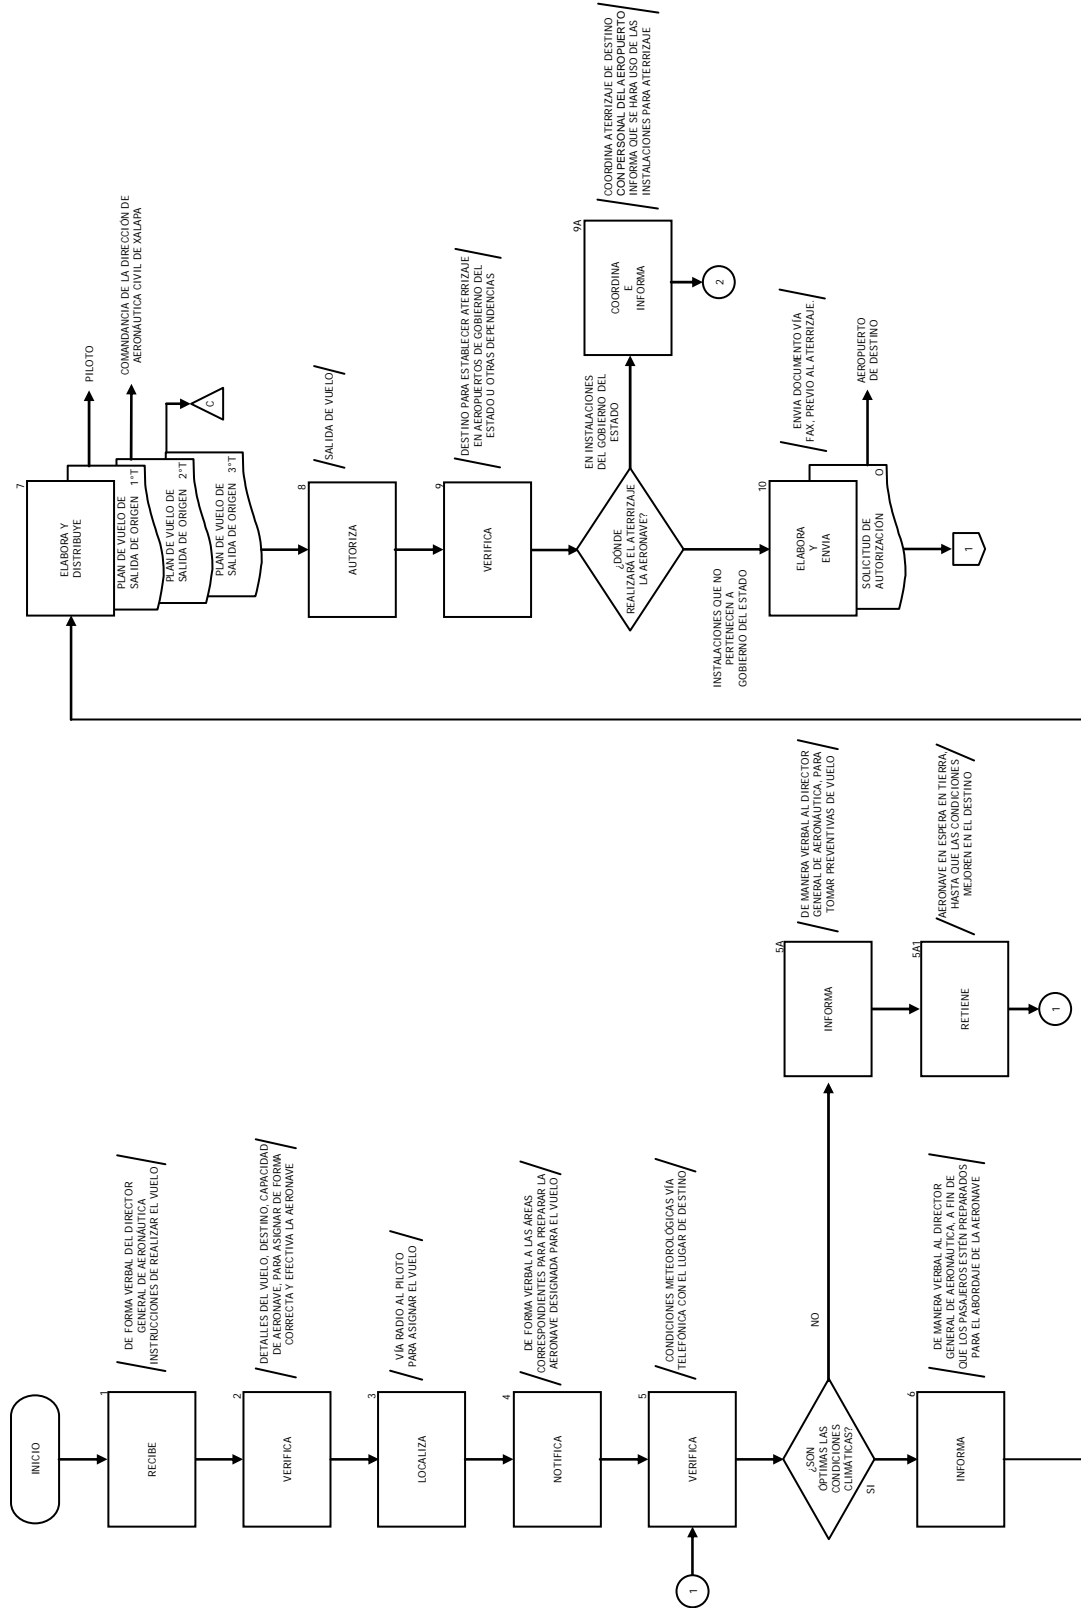 INICIO
1
RECIBE
DE FORMA VERBAL DEL DIRECTOR
GENERAL DE AERONÁUTICA
INSTRUCCIONES DE REALIZAR EL VUELO
2
VERIFICA
DETALLES DEL VUELO, DESTINO, CAPACIDAD
DE AERONAVE, PARA ASIGNAR DE FORMA
CORRECTA Y EFECTIVA LA AERONAVE
3
LOCALIZA
VÍA RADIO AL PILOTO
PARA ASIGNAR EL VUELO
4
NOTIFICA
DE FORMA VERBAL A LAS ÁREAS
CORRESPONDIENTES PARA PREPARAR LA
AERONAVE DESIGNADA PARA EL VUELO
1
5
VERIFICA
CONDICIONES METEOROLÓGICAS VÍA
TELEFÓNICA CON EL LUGAR DE DESTINO
¿SON
ÓPTIMAS LAS
CONDICIONES
CLIMÁTICAS?
NO
SI
5A
INFORMA
DE MANERA VERBAL AL DIRECTOR
GENERAL DE AERONÁUTICA, PARA
TOMAR PREVENTIVAS DE VUELO
5A1
RETIENE
AERONAVE EN ESPERA EN TIERRA,
HASTA QUE LAS CONDICIONES
MEJOREN EN EL DESTINO
1
6
INFORMA
DE MANERA VERBAL AL DIRECTOR
GENERAL DE AERONÁUTICA, A FIN DE
QUE LOS PASAJEROS ESTÉN PREPARADOS
PARA EL ABORDAJE DE LA AERONAVE
7
ELABORA Y
DISTRIBUYE
PLAN DE VUELO DE
SALIDA DE ORIGEN 1°T
PILOTO
PLAN DE VUELO DE
SALIDA DE ORIGEN 2°T
COMANDANCIA DE LA DIRECCIÓN DE
AERONÁUTICA CIVIL DE XALAPA
PLAN DE VUELO DE
SALIDA DE ORIGEN 3°T
C
8
AUTORIZA
SALIDA DE VUELO
9
VERIFICA
DESTINO PARA ESTABLECER ATERRIZAJE
EN AEROPUERTOS DE GOBIERNO DEL
ESTADO U OTRAS DEPENDENCIAS
¿DÓNDE
REALIZARÁ EL ATERRIZAJE
LA AERONAVE?
EN INSTALACIONES
DEL GOBIERNO DEL
ESTADO
9A
COORDINA
E
INFORMA
COORDINA ATERRIZAJE DE DESTINO
CON PERSONAL DEL AEROPUERTO
INFORMA QUE SE HARA USO DE LAS
INSTALACIONES PARA ATERRIZAJE
2
INSTALACIONES QUE NO
PERTENECEN A
GOBIERNO DEL ESTADO
10
ELABORA
Y
ENVIA
ENVIA DOCUMENTO VÍA
FAX, PREVIO AL ATERRIZAJE.
SOLICITUD DE
AUTORIZACIÓN O
AEROPUERTO
DE DESTINO
1